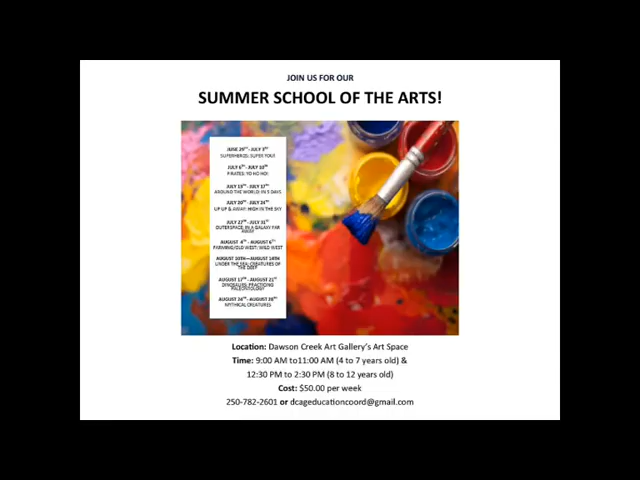 JOIN US FOR OUR
SUMMER SCHOOL OF THE ARTS!
JUNE 29TH - JULY 3RD
SUPERHEROS: SUPER YOU!
JULY 6TH - JULY 10TH
PIRATES: YO HO HO!
JULY 13TH - JULY 17TH
AROUND THE WORLD: IN 5 DAYS
JULY 20TH - JULY 24TH
UP UP & AWAY: HIGH IN THE SKY
JULY 27TH - JULY 31ST
OUTERSPACE: IN A GALAXY FAR
AWAY
AUGUST 4TH - AUGUST 6TH
FARMING/OLD WEST: WILD WEST
AUGUST 10TH—AUGUST 14TH
UNDER THE SEA: CREATURES OF
THE DEEP
AUGUST 17TH - AUGUST 21ST
DINOSAURS: PRACTICING
PALEONTOLOGY
AUGUST 24TH - AUGUST 28TH
MYTHICAL CREATURES
Location: Dawson Creek Art Gallery's Art Space
Time: 9:00 AM to11:00 AM (4 to 7 years old) &
12:30 PM to 2:30 PM (8 to 12 years old)
Cost: $50.00 per week
250-782-2601 or dcageducationcoord@gmail.com